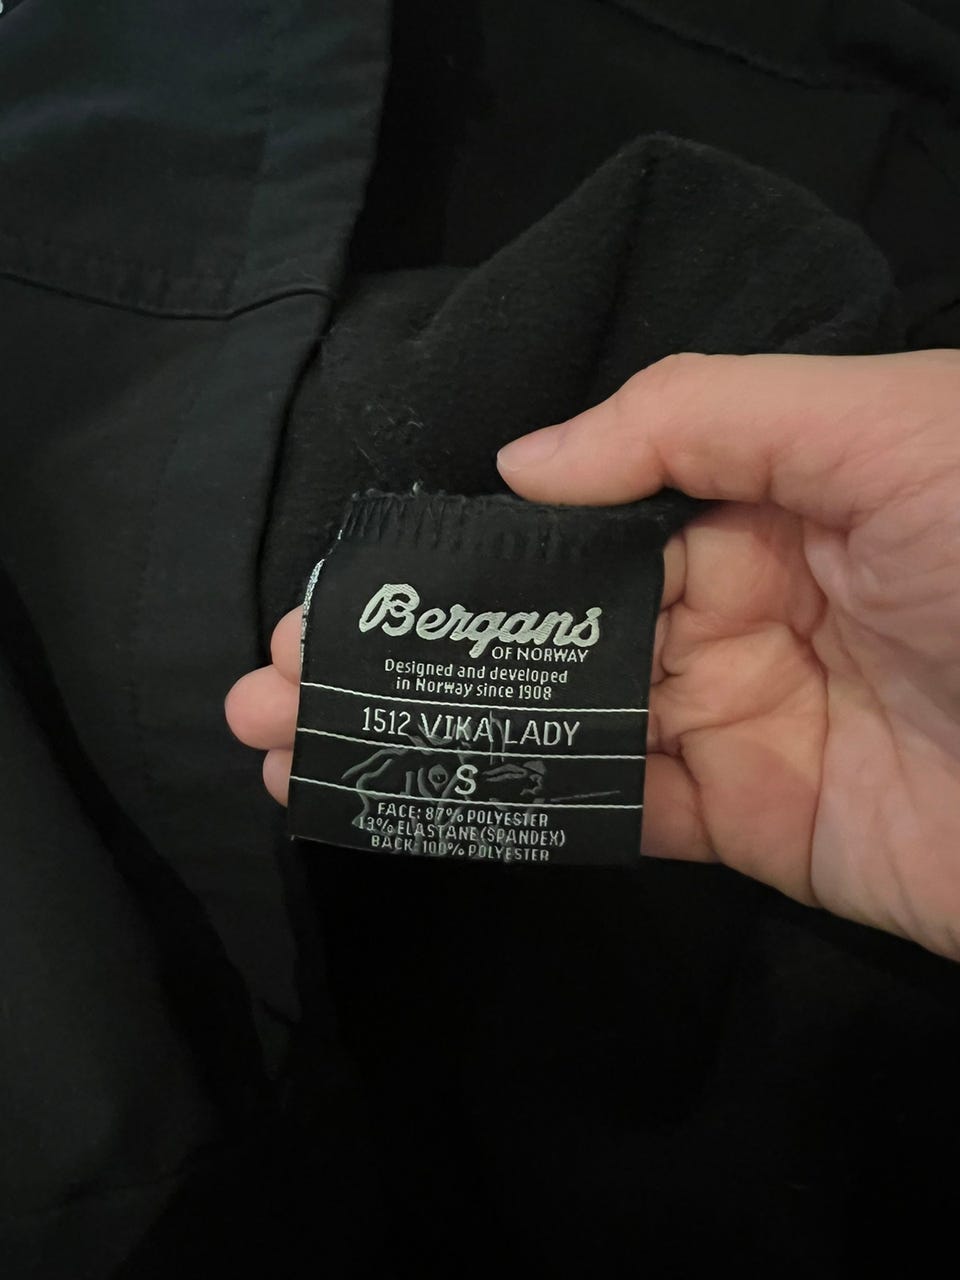 Bergans
OF NORWAY
Designed and developed
in Norway since 1908
1512 VIKA LADY
S
FACE: 87% POLYESTER
13% ELASTANE (SPANDEX)
BACK: 100% POLYESTER